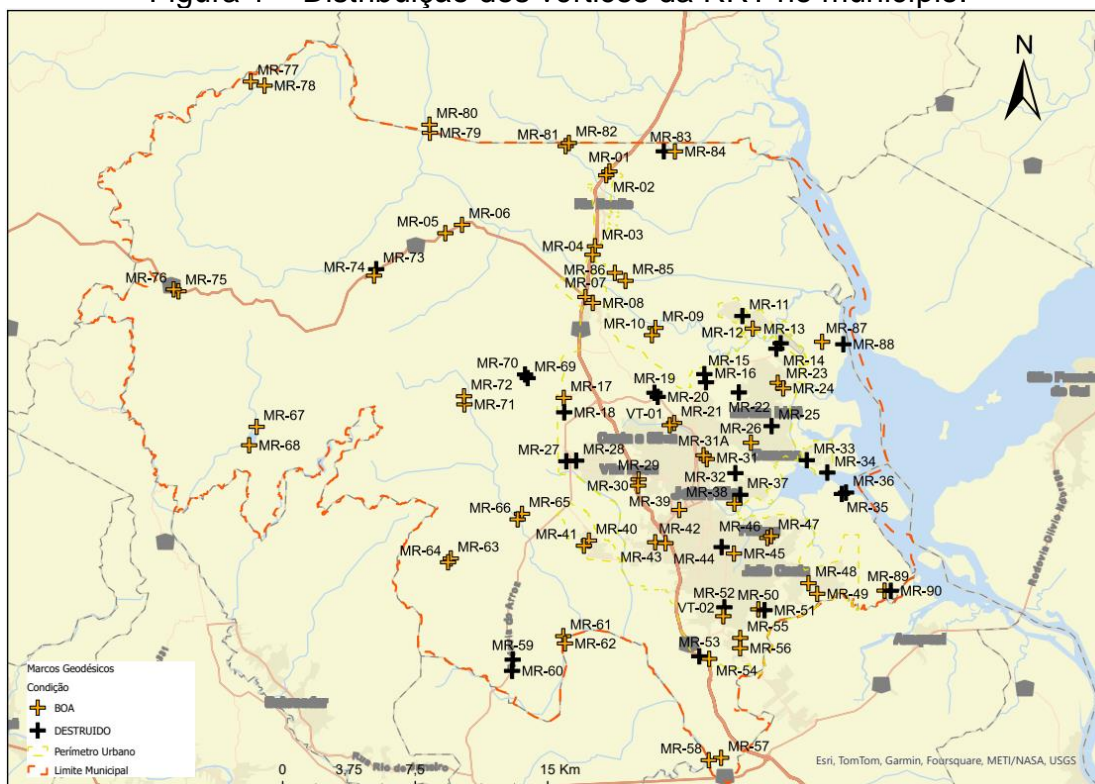 MR-77
MR-78
MR-80
MR-79
MR-81
MR-82
MR-83
MR-84
MR-01
MR-02
N
MR-05
MR-06
MR-03
MR-04
MR-74
MR-73
MR-86
MR-85
MR-76
MR-75
MR-07
MR-08
MR-11
MR-10
MR-09
MR-12
MR-13
MR-87
MR-88
MR-14
MR-70
MR-69
MR-15
MR-16
MR-23
MR-24
MR-72
MR-71
MR-17
MR-18
MR-19
MR-20
MR-22
VT-01
MR-21
MR-25
MR-26
MR-67
MR-68
MR-31A
MR-31
MR-27
MR-28
MR-33
MR-34
MR-29
MR-30
MR-32
MR-37
MR-38
MR-36
MR-35
MR-39
MR-66
MR-65
MR-41
MR-40
MR-42
MR-43
MR-46
MR-47
MR-44
MR-45
MR-64
MR-63
MR-48
MR-49
MR-89
MR-90
MR-52
VT-02
MR-50
MR-51
MR-61
MR-62
MR-55
MR-56
MR-53
MR-54
MR-59
MR-60
MR-58
MR-57
Rodovia Olívio Nóbrega
Marcos Geodésicos
Condição
BOA
DESTRUIDO
Perímetro Urbano
Limite Municipal
Rua Rio de Janeiro
0 3,75 7,5 15 Km
Esri, TomTom, Garmin, Foursquare, METI/NASA, USGS